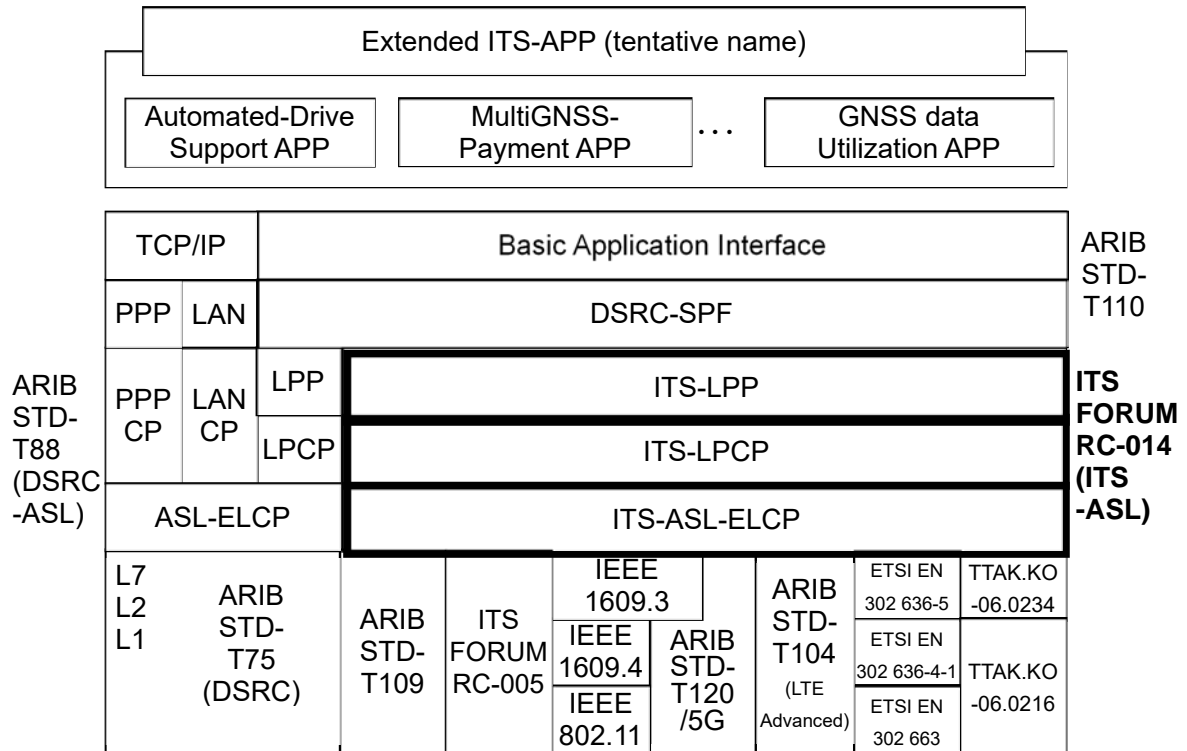 Extended ITS-APP (tentative name)
Automated-Drive
Support APP
MultiGNSS-
Payment APP
...
GNSS data
Utilization APP
TCP/IP
Basic Application Interface
ARIB
STD-
T110
PPP
LAN
DSRC-SPF
ARIB
STD-
T88
(DSRC
-ASL)
PPP
CP
LAN
CP
LPP
ITS-LPP
ITS
FORUM
RC-014
(ITS
-ASL)
LPCP
ITS-LPCP
ASL-ELCP
ITS-ASL-ELCP
L7
L2
L1
ARIB
STD-
T75
(DSRC)
ARIB
STD-
T109
ITS
FORUM
RC-005
IEEE
1609.3
IEEE
1609.4
IEEE
802.11
ARIB
STD-
T120
/5G
ARIB
STD-
T104
(LTE
Advanced)
ETSI EN
302 636-5
ETSI EN
302 636-4-1
ETSI EN
302 663
TTAK.KO
-06.0234
TTAK.KO
-06.0216